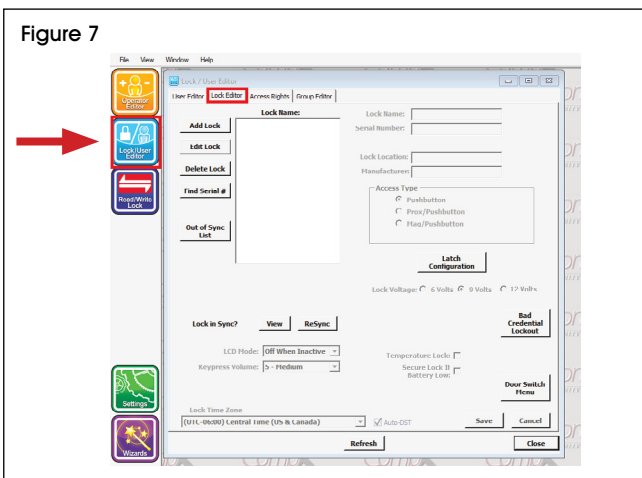 Figure 7
File View Window Help
Lock / User Editor
User Editor Lock Editor Access Rights Group Editor
Operator Editor
Lock/User Editor
Read/Write Lock
Settings
Wizards
Lock Name:
Add Lock
Edit Lock
Delete Lock
Find Serial #
Out of Sync List
Lock Name:
Serial Number:
Lock Location:
Manufacturer:
Access Type
Pushbutton
Prox/Pushbutton
Mag/Pushbutton
Latch Configuration
Lock Voltage: 6 Volts 9 Volts 12 Volts
Lock in Sync? View ReSync
Bad Credential Lockout
LCD Mode: Off When Inactive
Keypress Volume: 5 - Medium
Temperature Lock:
Secure Lock If Battery Low:
Door Switch Menu
Lock Time Zone
(UTC-06:00) Central Time (US & Canada)
Auto-DST
Save Cancel
Refresh Close